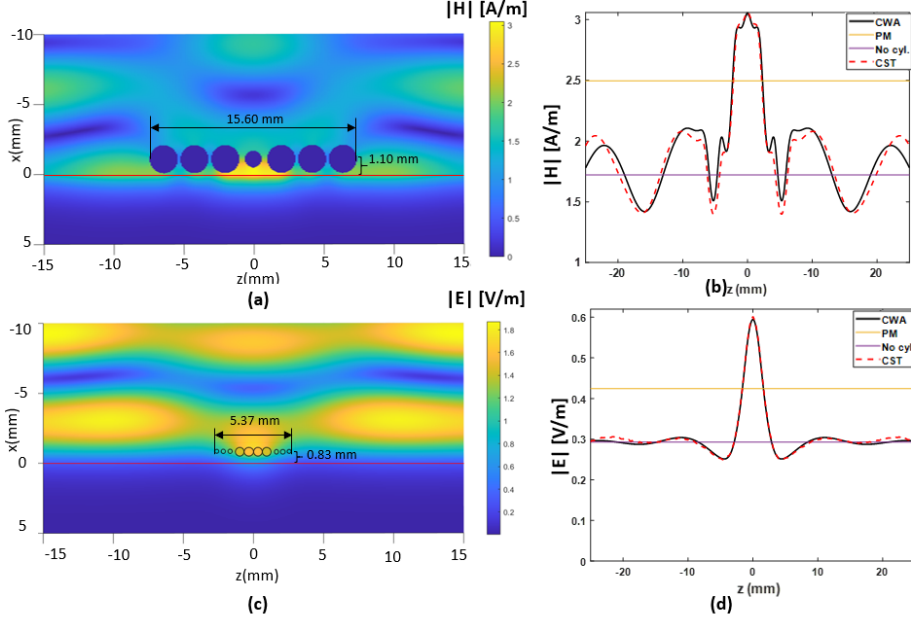 |H| [A/m]
-10
-5
0
5
x(mm)
15.60 mm
1.10 mm
-15
-10
-5
0
5
10
15
z(mm)
3
2.5
2
1.5
1
0.5
0
(a)
3
2.5
2
1.5
1
|H| [A/m]
CWA
PM
No cyl.
CST
-20
-10
0
-10
20
(b)
z (mm)
|E| [V/m]
-10
-5
0
5
x(mm)
5.37 mm
0.83 mm
-15
-10
-5
0
5
10
15
z(mm)
1.8
1.6
1.4
1.2
1
0.8
0.6
0.4
0.2
(c)
0.6
0.4
0.3
0.2
0.1
0
|E| [V/m]
CWA
PM
No cyl.
CST
-20
-10
0
10
20
z (mm)
(d)